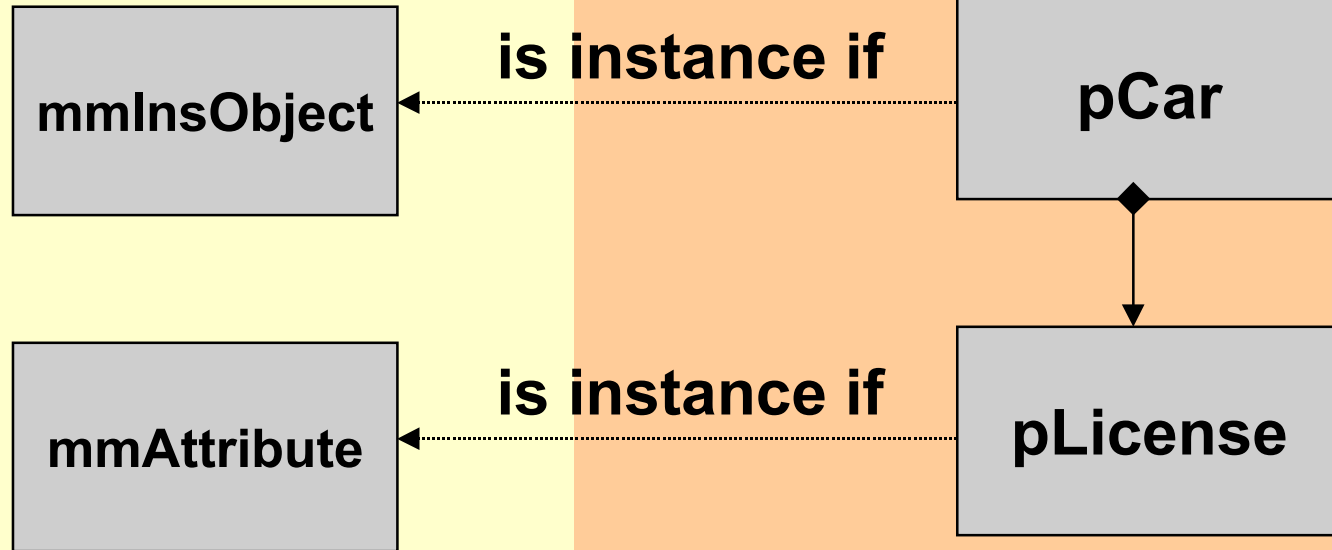 is instance if
mmInsObject
pCar
is instance if
mmAttribute
pLicense